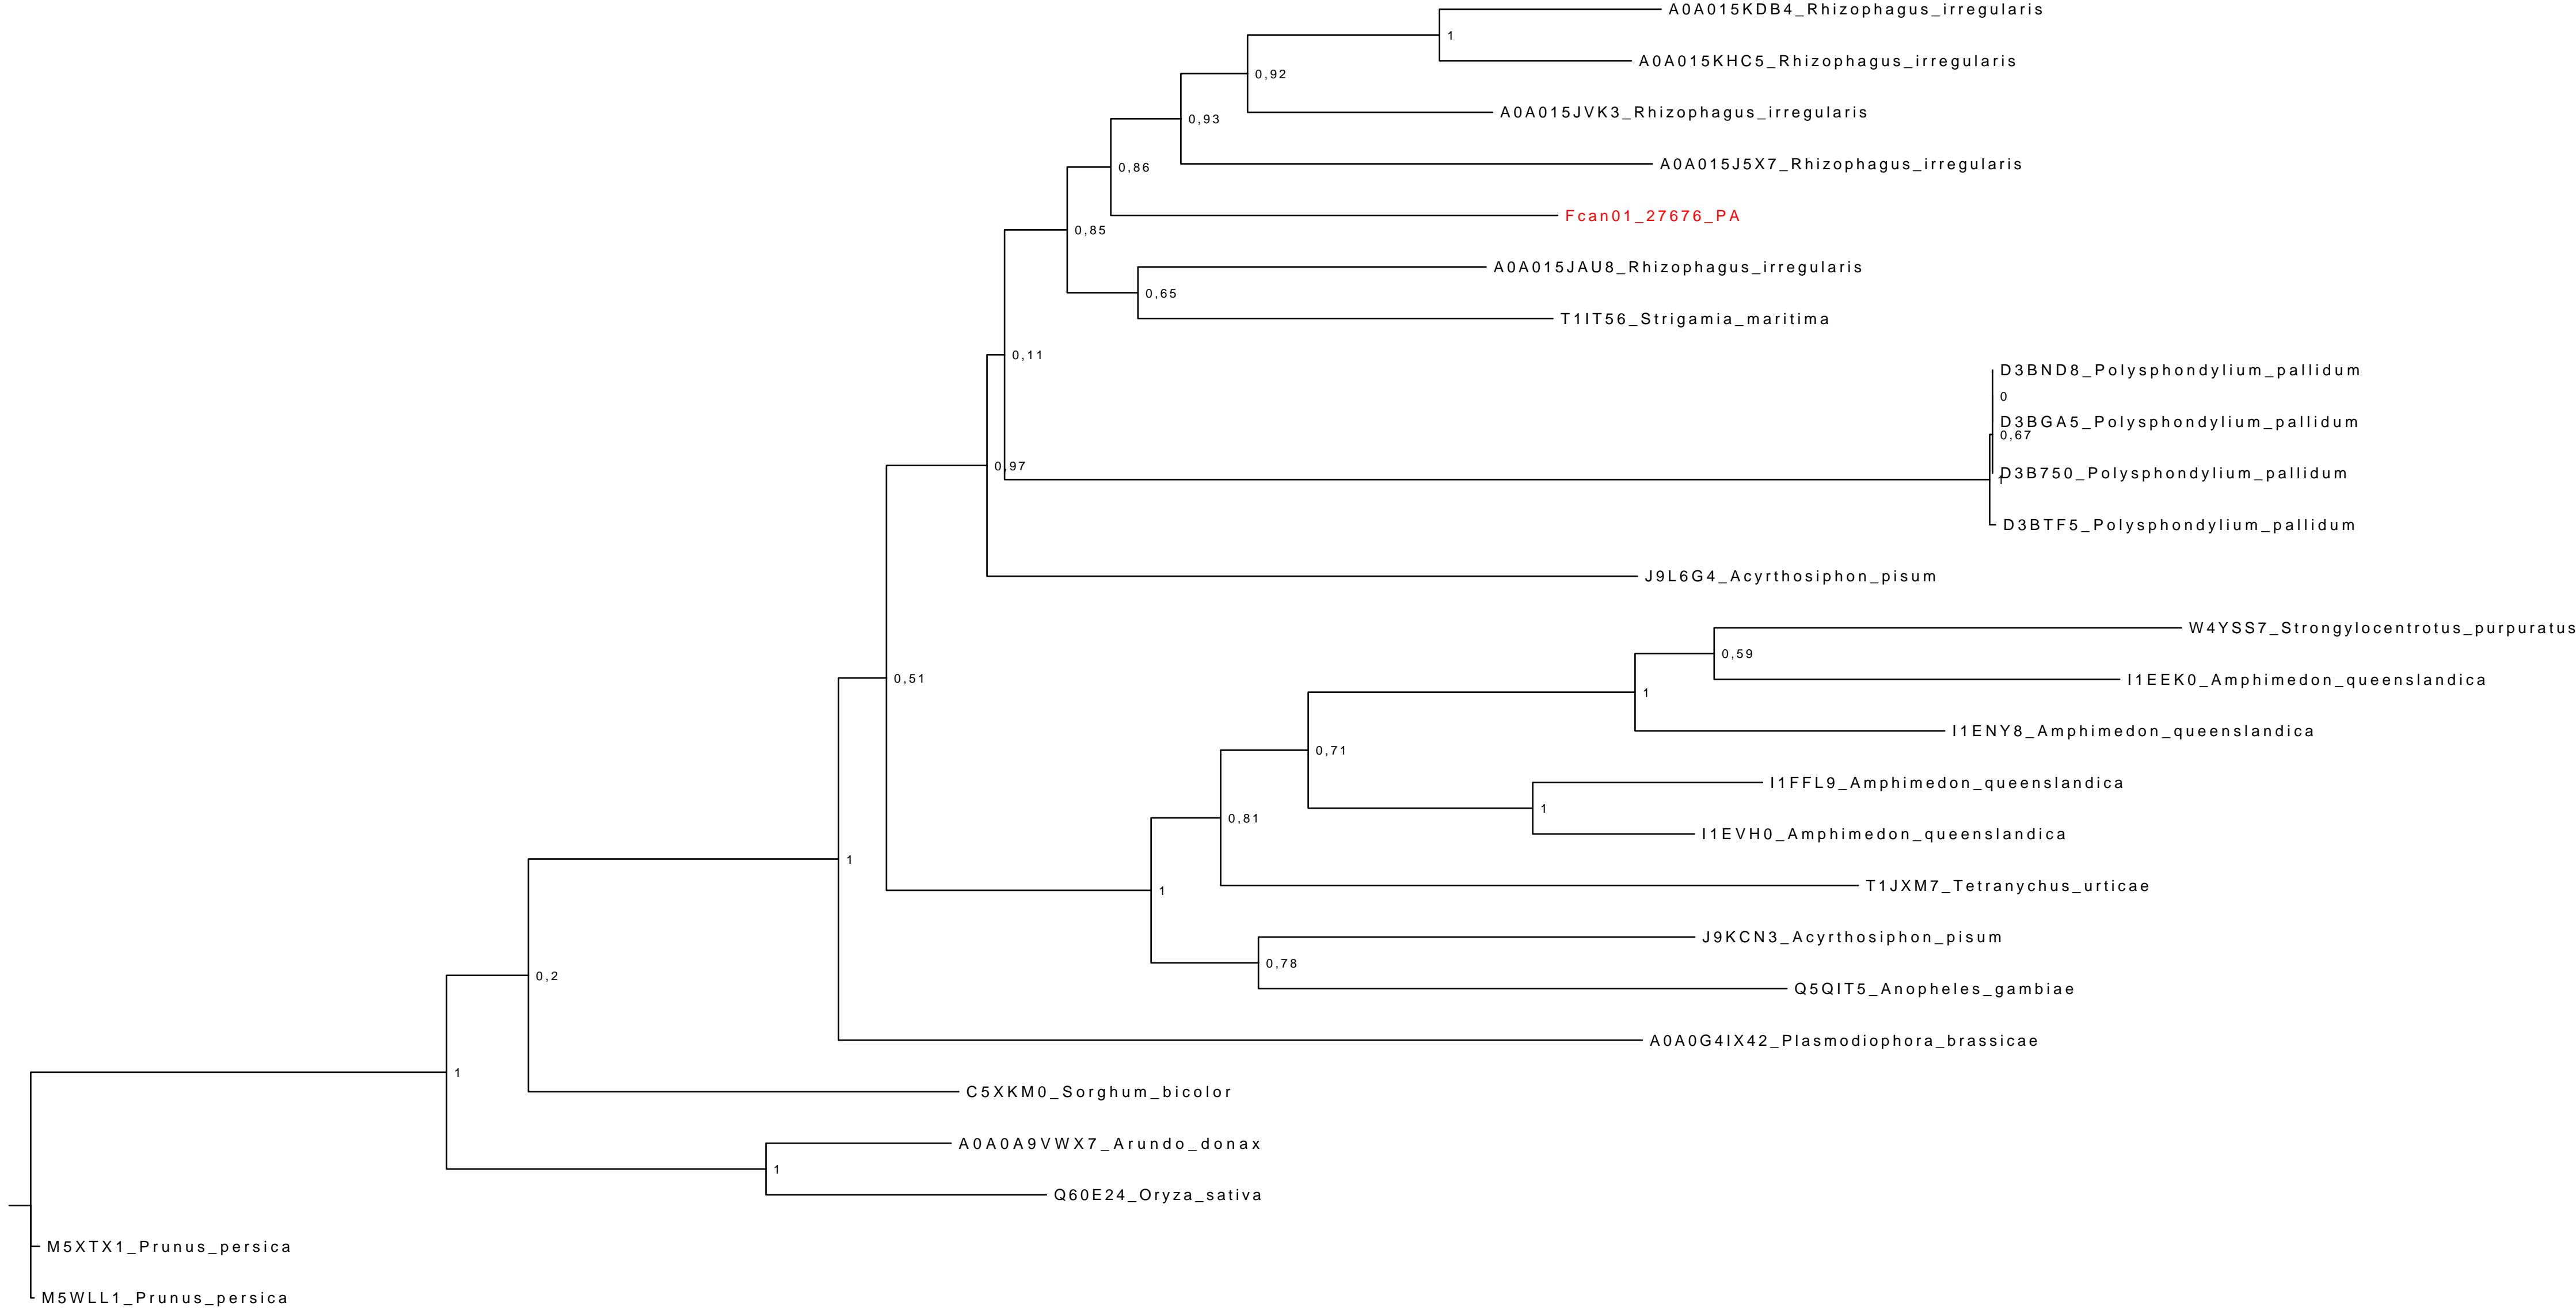 A0A015KDB4_Rhizophagus_irregularis
1
A0A015KHC5_Rhizophagus_irregularis
0,92
A0A015JVK3_Rhizophagus_irregularis
0,93
A0A015J5X7_Rhizophagus_irregularis
0,86
Fcan01_27676_PA
0,85
A0A015JAU8_Rhizophagus_irregularis
0,65
T1IT56_Strigamia_maritima
0,11
D3BND8_Polysphondylium_pallidum
0
D3BGA5_Polysphondylium_pallidum
0,67
0,97
D3B750_Polysphondylium_pallidum
1
D3BTF5_Polysphondylium_pallidum
J9L6G4_Acyrthosiphon_pisum
W4YSS7_Strongylocentrotus_purpuratus
0,59
0,51
I1EEK0_Amphimedon_queenslandica
1
I1ENY8_Amphimedon_queenslandica
0,71
I1FFL9_Amphimedon_queenslandica
1
0,81
I1EVH0_Amphimedon_queenslandica
1
T1JXM7_Tetranychus_urticae
1
J9KCN3_Acyrthosiphon_pisum
0,78
0,2
Q5QIT5_Anopheles_gambiae
A0A0G4IX42_Plasmodiophora_brassicae
1
C5XKM0_Sorghum_bicolor
A0A0A9VWX7_Arundo_donax
1
Q60E24_Oryza_sativa
M5XTX1_Prunus_persica
M5WLL1_Prunus_persica